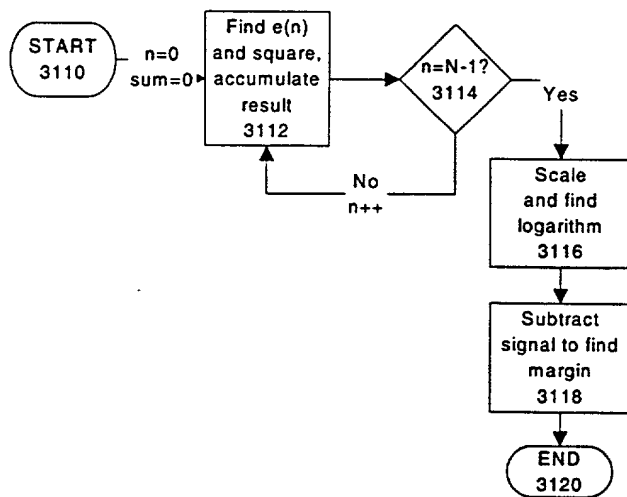 START
3110
n=0
sum=0
Find e(n)
and square,
accumulate
result
3112
n=N-1?
3114
Yes
No
n++
Scale
and find
logarithm
3116
Subtract
signal to find
margin
3118
END
3120